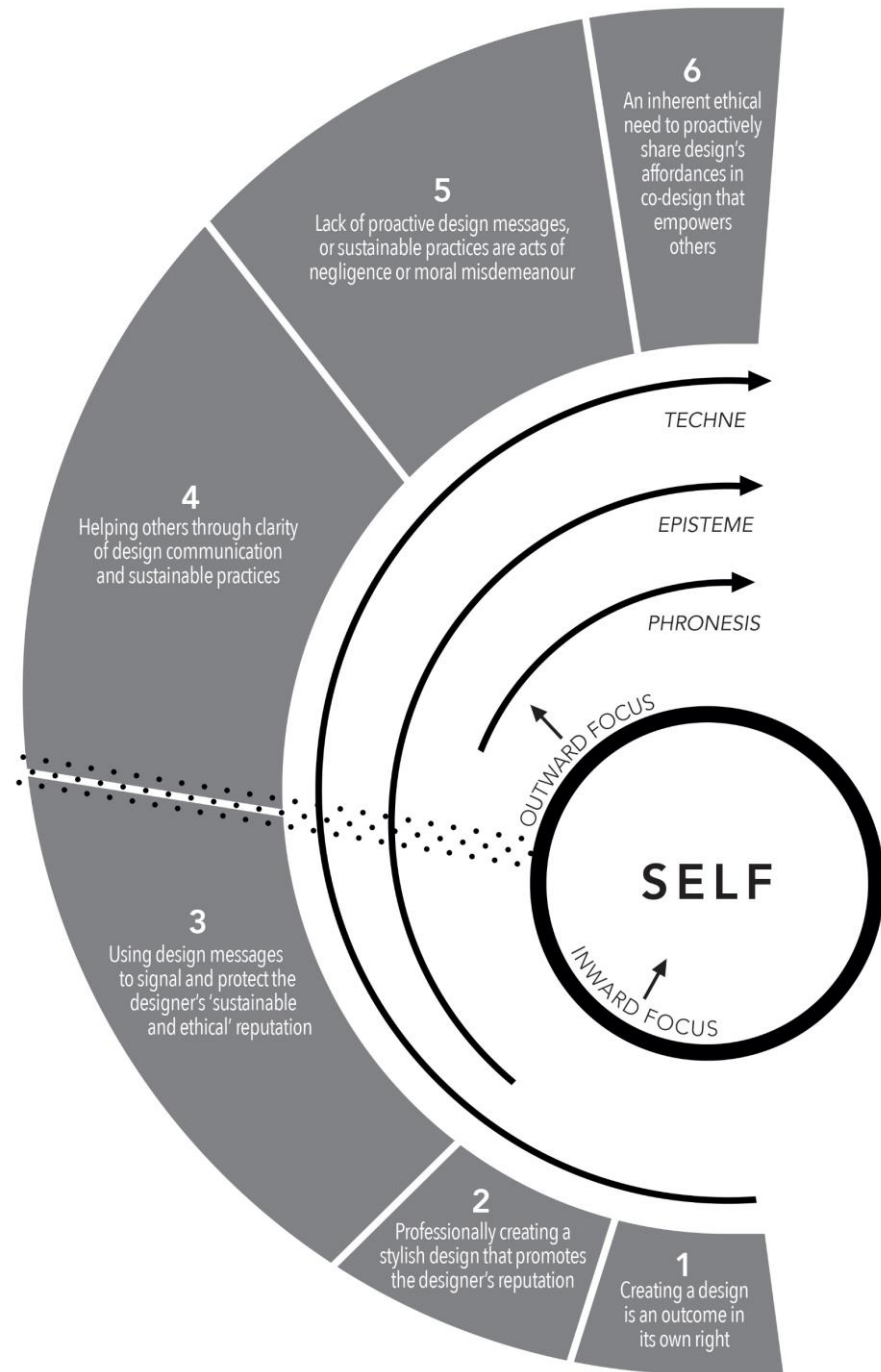 6
An inherent ethical
need to proactively
share design's
affordances in
co-design that
empowers
others
5
Lack of proactive design messages,
or sustainable practices are acts of
negligence or moral misdemeanour
4
Helping others through clarity
of design communication
and sustainable practices
3
Using design messages
to signal and protect the
designer's ‘sustainable
and ethical’ reputation
2
Professionally creating a
stylish design that promotes
the designer's reputation
1
Creating a design
is an outcome in
its own right
TECHNE
EPISTEME
PHRONESIS
OUTWARD FOCUS
SELF
INWARD FOCUS